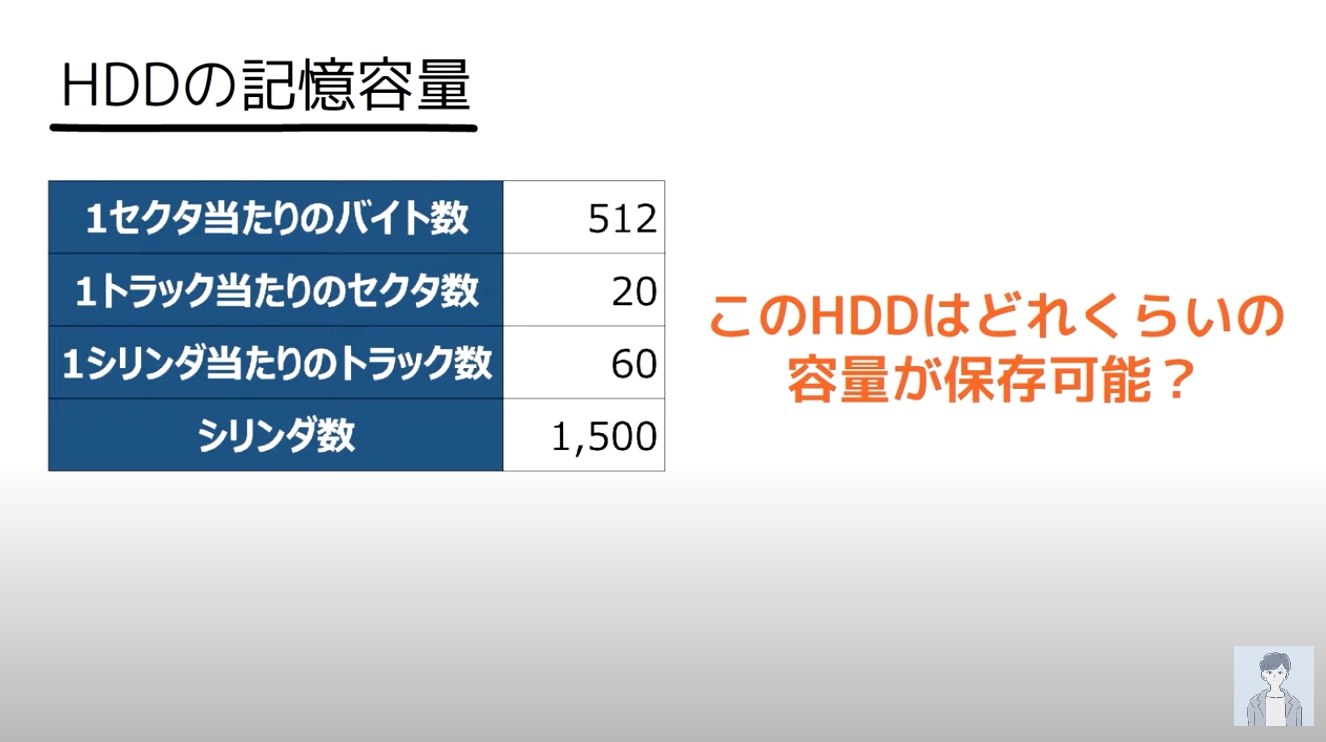 HDDの記憶容量
1セクタ当たりのバイト数 512
1トラック当たりのセクタ数 20
1シリンダ当たりのトラック数 60
シリンダ数 1,500
このHDDはどれくらいの
容量が保存可能？